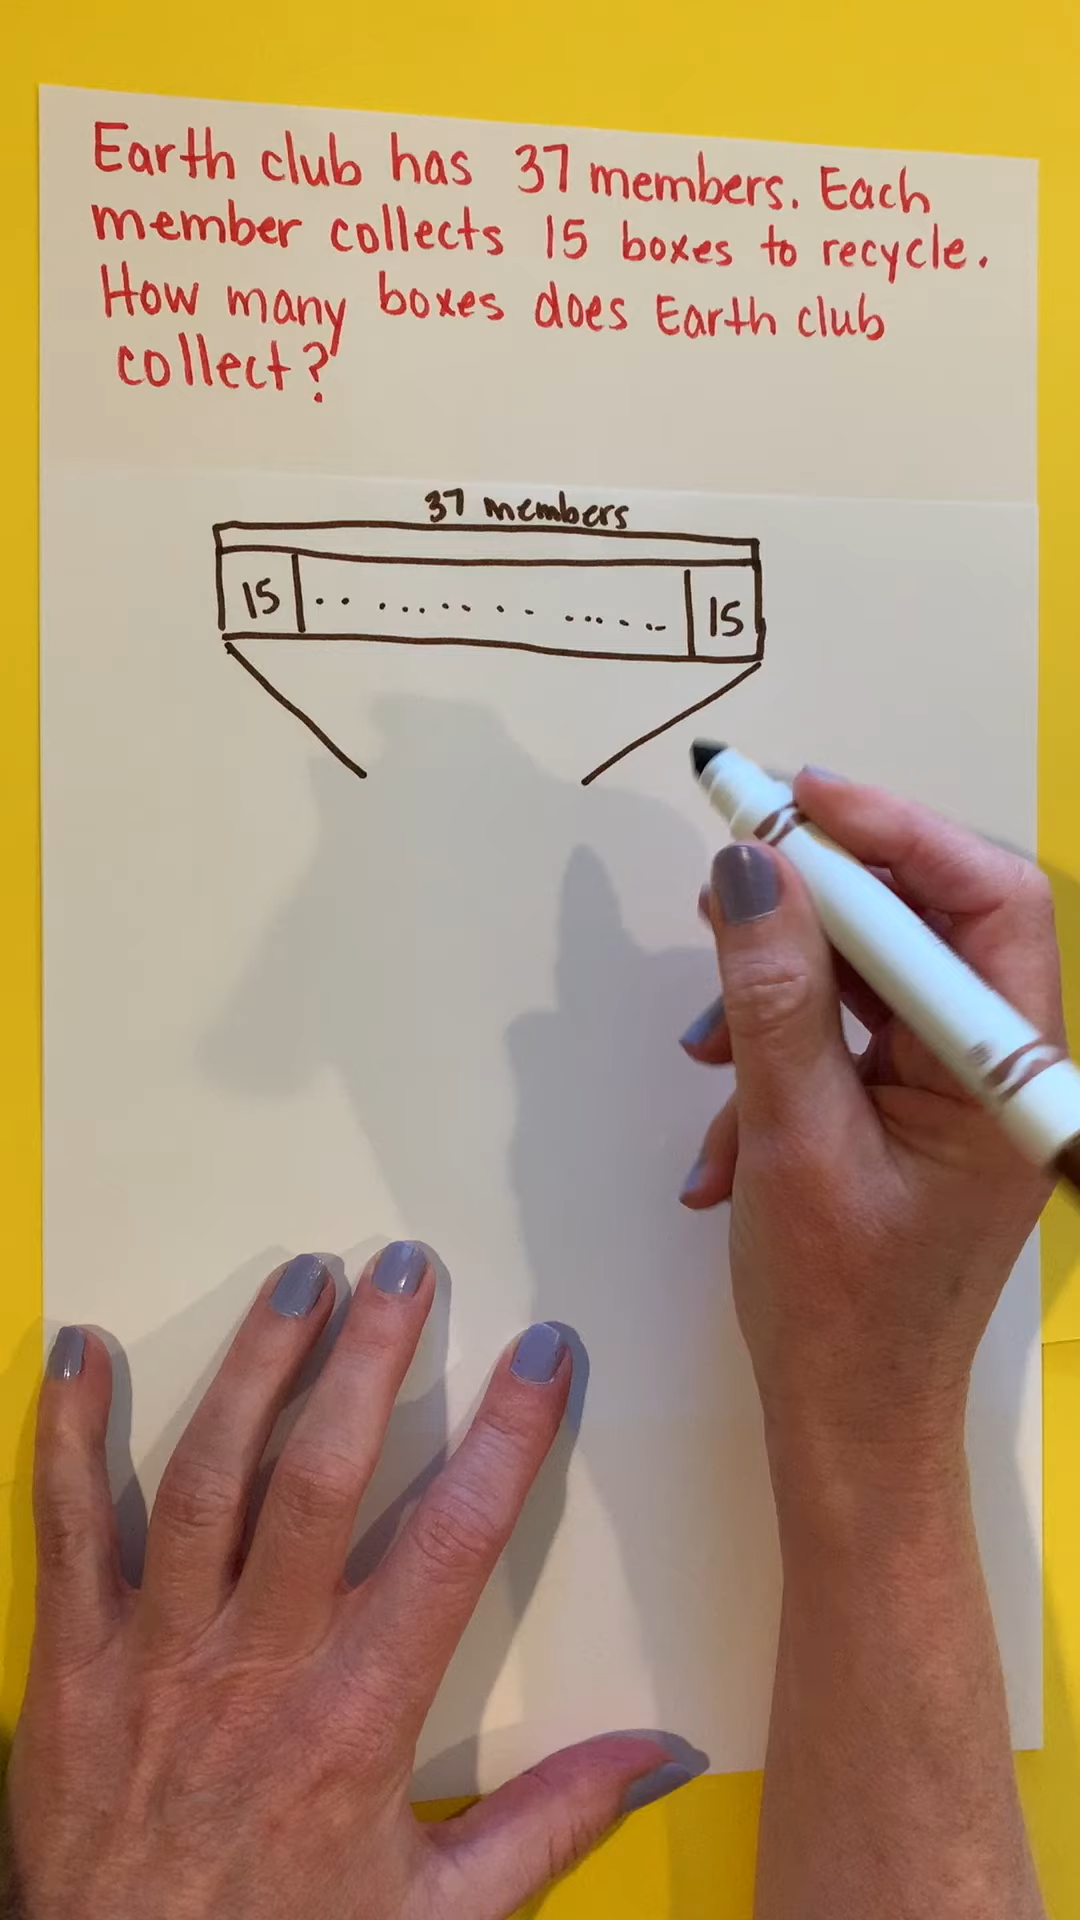 Earth club has 37 members. Each
member collects 15 boxes to recycle.
How many boxes does Earth club
collect?
37 members
15 15